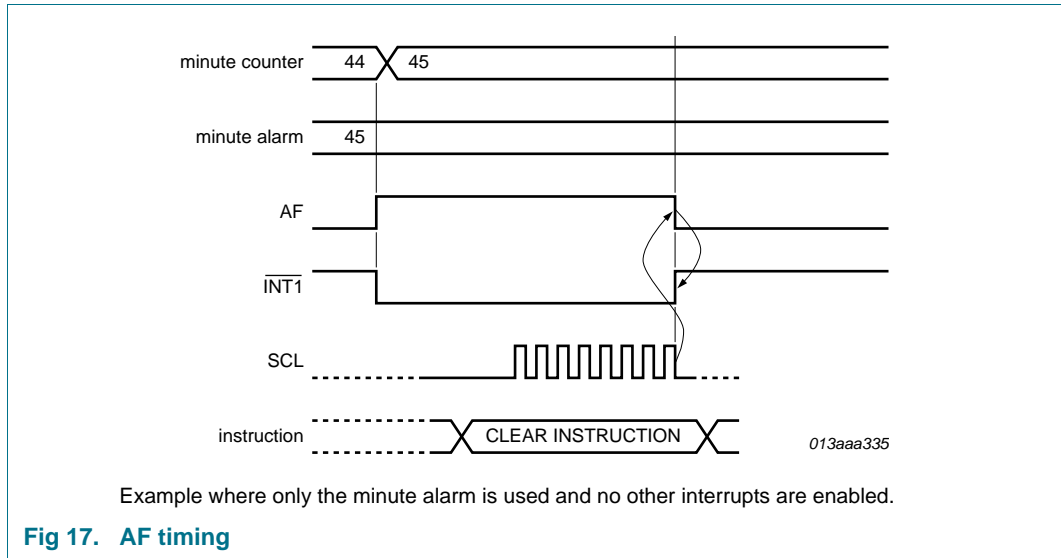 minute counter 44 45
minute alarm 45
AF
INT1
SCL
instruction CLEAR INSTRUCTION
013aaa335
Example where only the minute alarm is used and no other interrupts are enabled.
Fig 17. AF timing